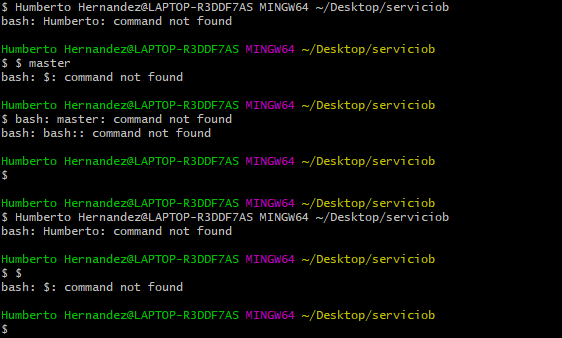 $ Humberto Hernandez@LAPTOP-R3DDF7AS MINGW64 ~/Desktop/serviciob
bash: Humberto: command not found
Humberto Hernandez@LAPTOP-R3DDF7AS MINGW64 ~/Desktop/serviciob
$ $ master
bash: $: command not found
Humberto Hernandez@LAPTOP-R3DDF7AS MINGW64 ~/Desktop/serviciob
$ bash: master: command not found
bash: bash:: command not found
Humberto Hernandez@LAPTOP-R3DDF7AS MINGW64 ~/Desktop/serviciob
$
Humberto Hernandez@LAPTOP-R3DDF7AS MINGW64 ~/Desktop/serviciob
$ Humberto Hernandez@LAPTOP-R3DDF7AS MINGW64 ~/Desktop/serviciob
bash: Humberto: command not found
Humberto Hernandez@LAPTOP-R3DDF7AS MINGW64 ~/Desktop/serviciob
$ $
bash: $: command not found
Humberto Hernandez@LAPTOP-R3DDF7AS MINGW64 ~/Desktop/serviciob
$